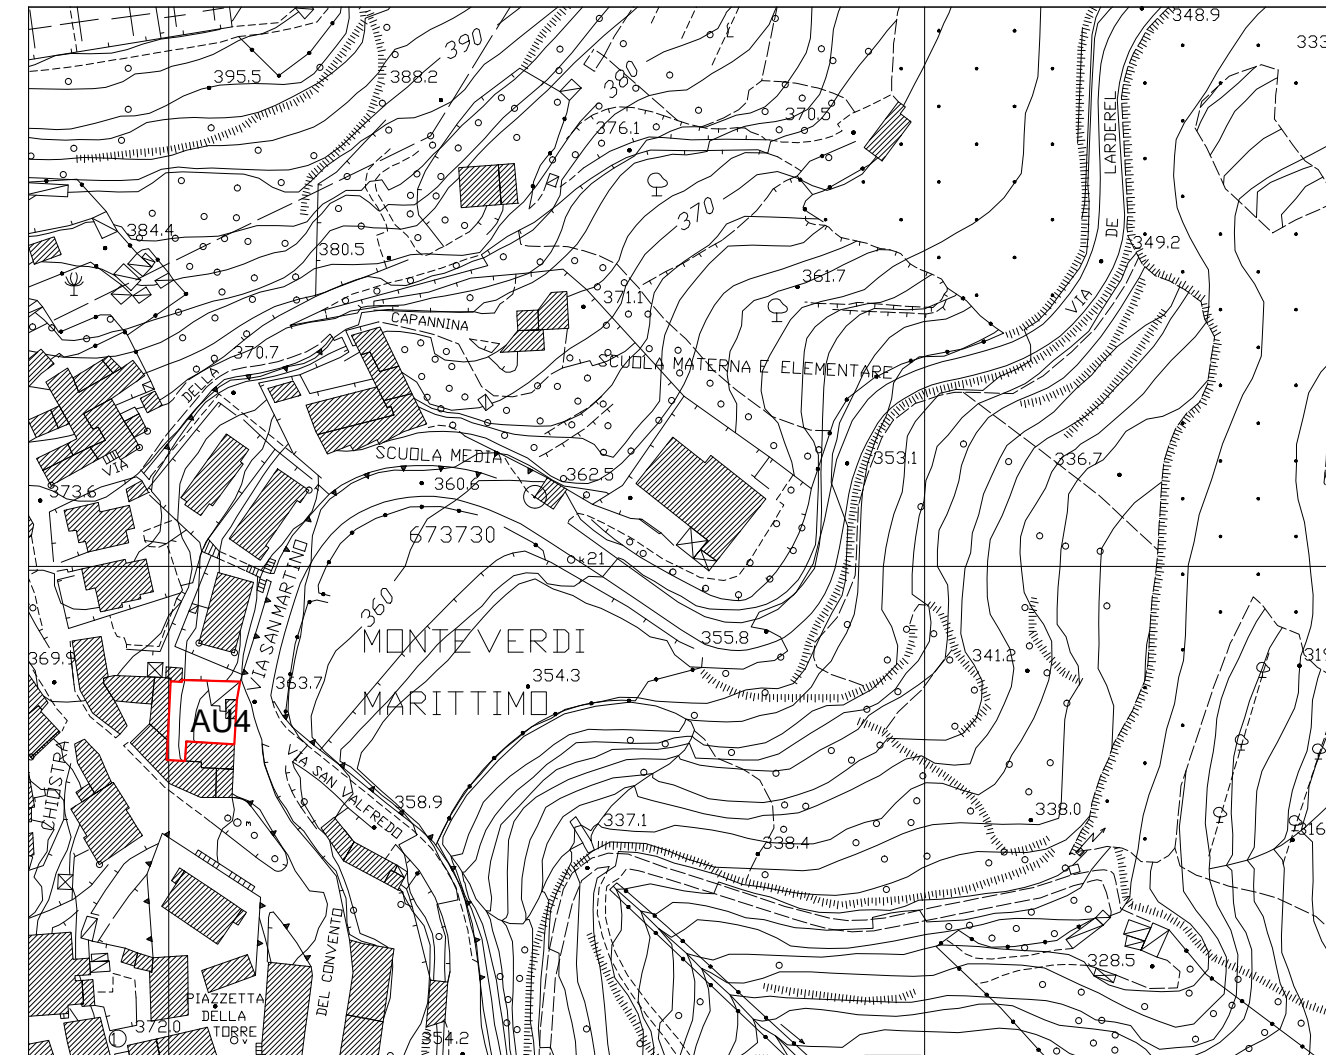 348.9
333
390
395.5
388.2
380
370.5
376.1
DE LARDEREL
370
384.4
380.5
349.2
361.7
371.1
VIA
CAPANNINA
370.7
SCUOLA MATERNA E ELEMENTARE
DELLA
SCUOLA MEDIA
VIA
353.1
336.7
362.5
360.6
373.6
673730
21
VIA SAN MARTINO
360
MONTEVERDI
355.8
341.2
369.9
319
354.3
363.7
MARITTIMO
AU4
CHIOSTRA
VIA SAN VALFREDO
358.9
338.0
337.1
338.4
316
DEL CONVENTO
328.5
PIAZZETTA
DELLA
TORRE
372.0
354.2